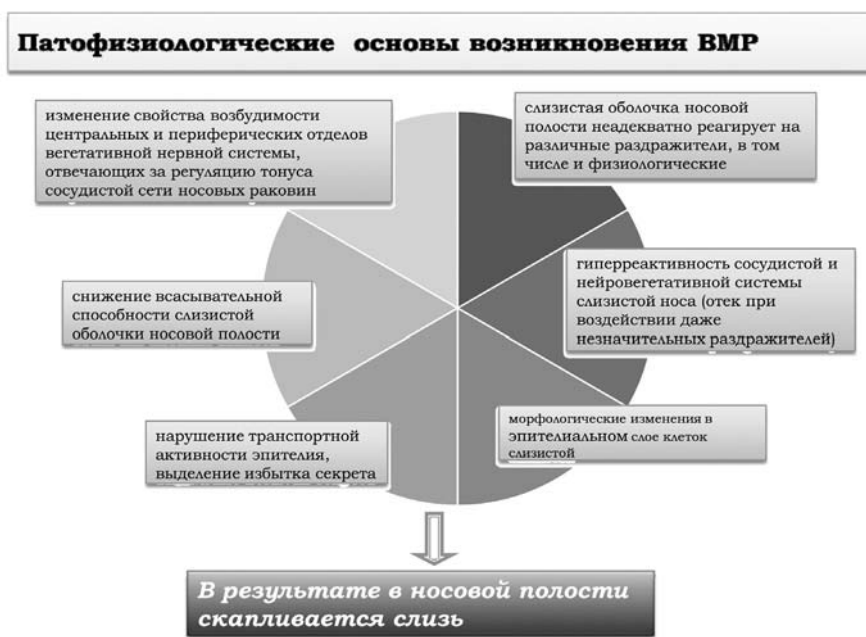 Патофизиологические основы возникновения ВМР
изменение свойства возбудимости
центральных и периферических отделов
вегетативной нервной системы,
отвечающих за регуляцию тонуса
сосудистой сети носовых раковин
слизистая оболочка носовой
полости неадекватно реагирует на
различные раздражители, в том
числе и физиологические
снижение всасывательной
способности слизистой
оболочки носовой полости
гиперреактивность сосудистой и
нейровегетативной системы
слизистой носа (отек при
воздействии даже
незначительных раздражителей)
нарушение транспортной
активности эпителия,
выделение избытка секрета
морфологические изменения в
эпителиальном слое клеток
слизистой
В результате в носовой полости
скапливается слизь